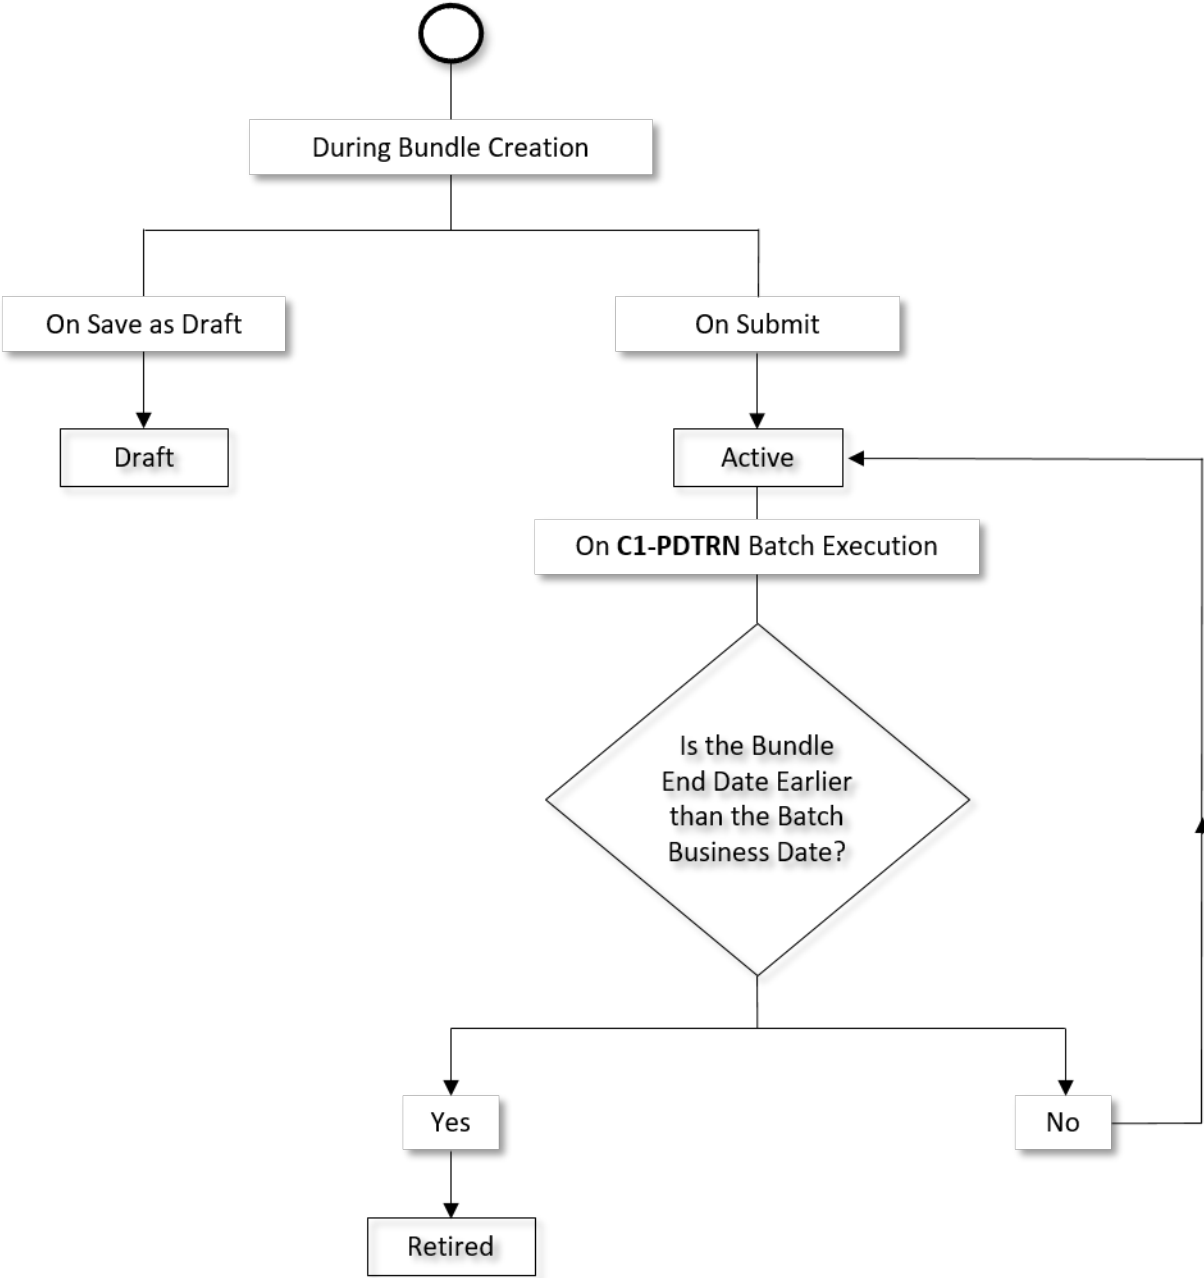 During Bundle Creation
On Save as Draft
On Submit
Draft
Active
On C1-PDTRN Batch Execution
Is the Bundle
End Date Earlier
than the Batch
Business Date?
Yes
No
Retired